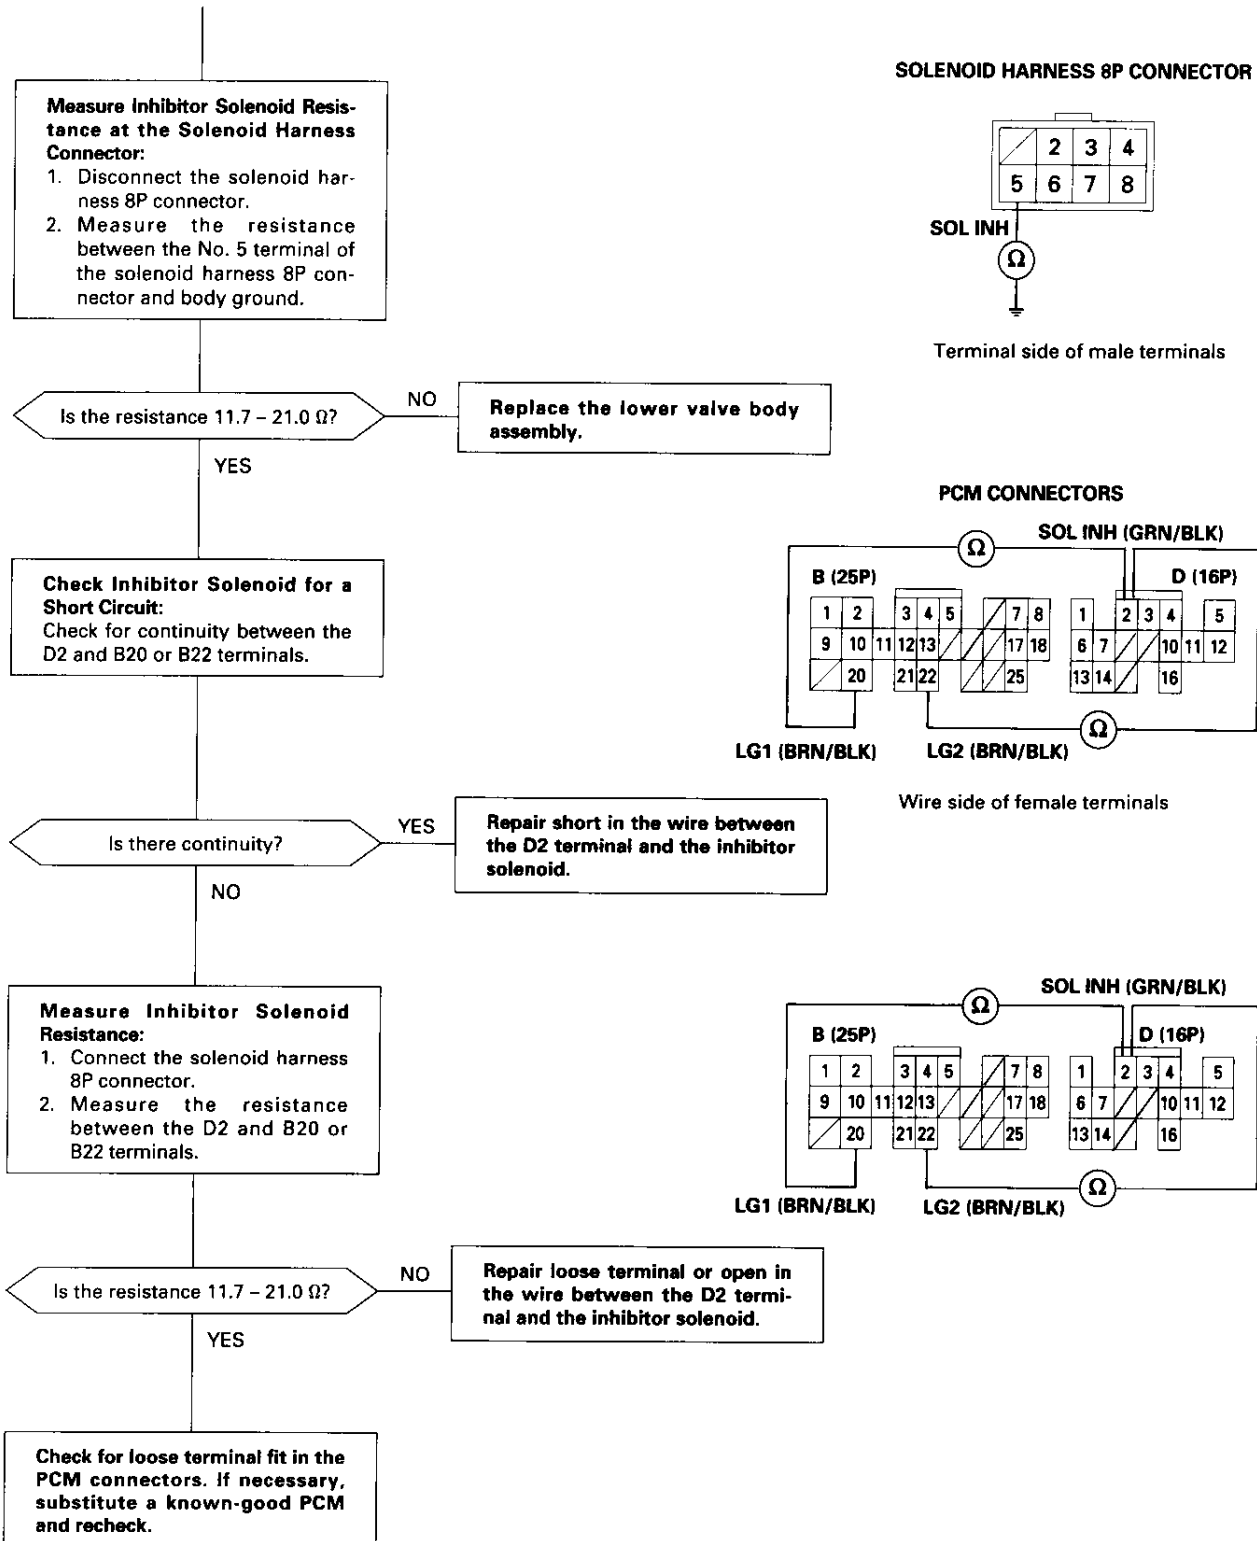 Measure Inhibitor Solenoid Resis-
tance at the Solenoid Harness
Connector:
1. Disconnect the solenoid har-
ness 8P connector.
2. Measure the resistance
between the No. 5 terminal of
the solenoid harness 8P con-
nector and body ground.
SOLENOID HARNESS 8P CONNECTOR
2 3 4
5 6 7 8
SOL INH
Ω
Terminal side of male terminals
Is the resistance 11.7 – 21.0 Ω?
NO
Replace the lower valve body
assembly.
YES
Check Inhibitor Solenoid for a
Short Circuit:
Check for continuity between the
D2 and B20 or B22 terminals.
PCM CONNECTORS
SOL INH (GRN/BLK)
Ω
B (25P) D (16P)
1 2 3 4 5 7 8 1 2 3 4 5
9 10 11 12 13 17 18 6 7 10 11 12
20 21 22 25 13 14 16
Ω
LG1 (BRN/BLK) LG2 (BRN/BLK)
Wire side of female terminals
Is there continuity?
YES
Repair short in the wire between
the D2 terminal and the inhibitor
solenoid.
NO
Measure Inhibitor Solenoid
Resistance:
1. Connect the solenoid harness
8P connector.
2. Measure the resistance
between the D2 and B20 or
B22 terminals.
SOL INH (GRN/BLK)
Ω
B (25P) D (16P)
1 2 3 4 5 7 8 1 2 3 4 5
9 10 11 12 13 17 18 6 7 10 11 12
20 21 22 25 13 14 16
Ω
LG1 (BRN/BLK) LG2 (BRN/BLK)
Is the resistance 11.7 – 21.0 Ω?
NO
Repair loose terminal or open in
the wire between the D2 termi-
nal and the inhibitor solenoid.
YES
Check for loose terminal fit in the
PCM connectors. If necessary,
substitute a known-good PCM
and recheck.